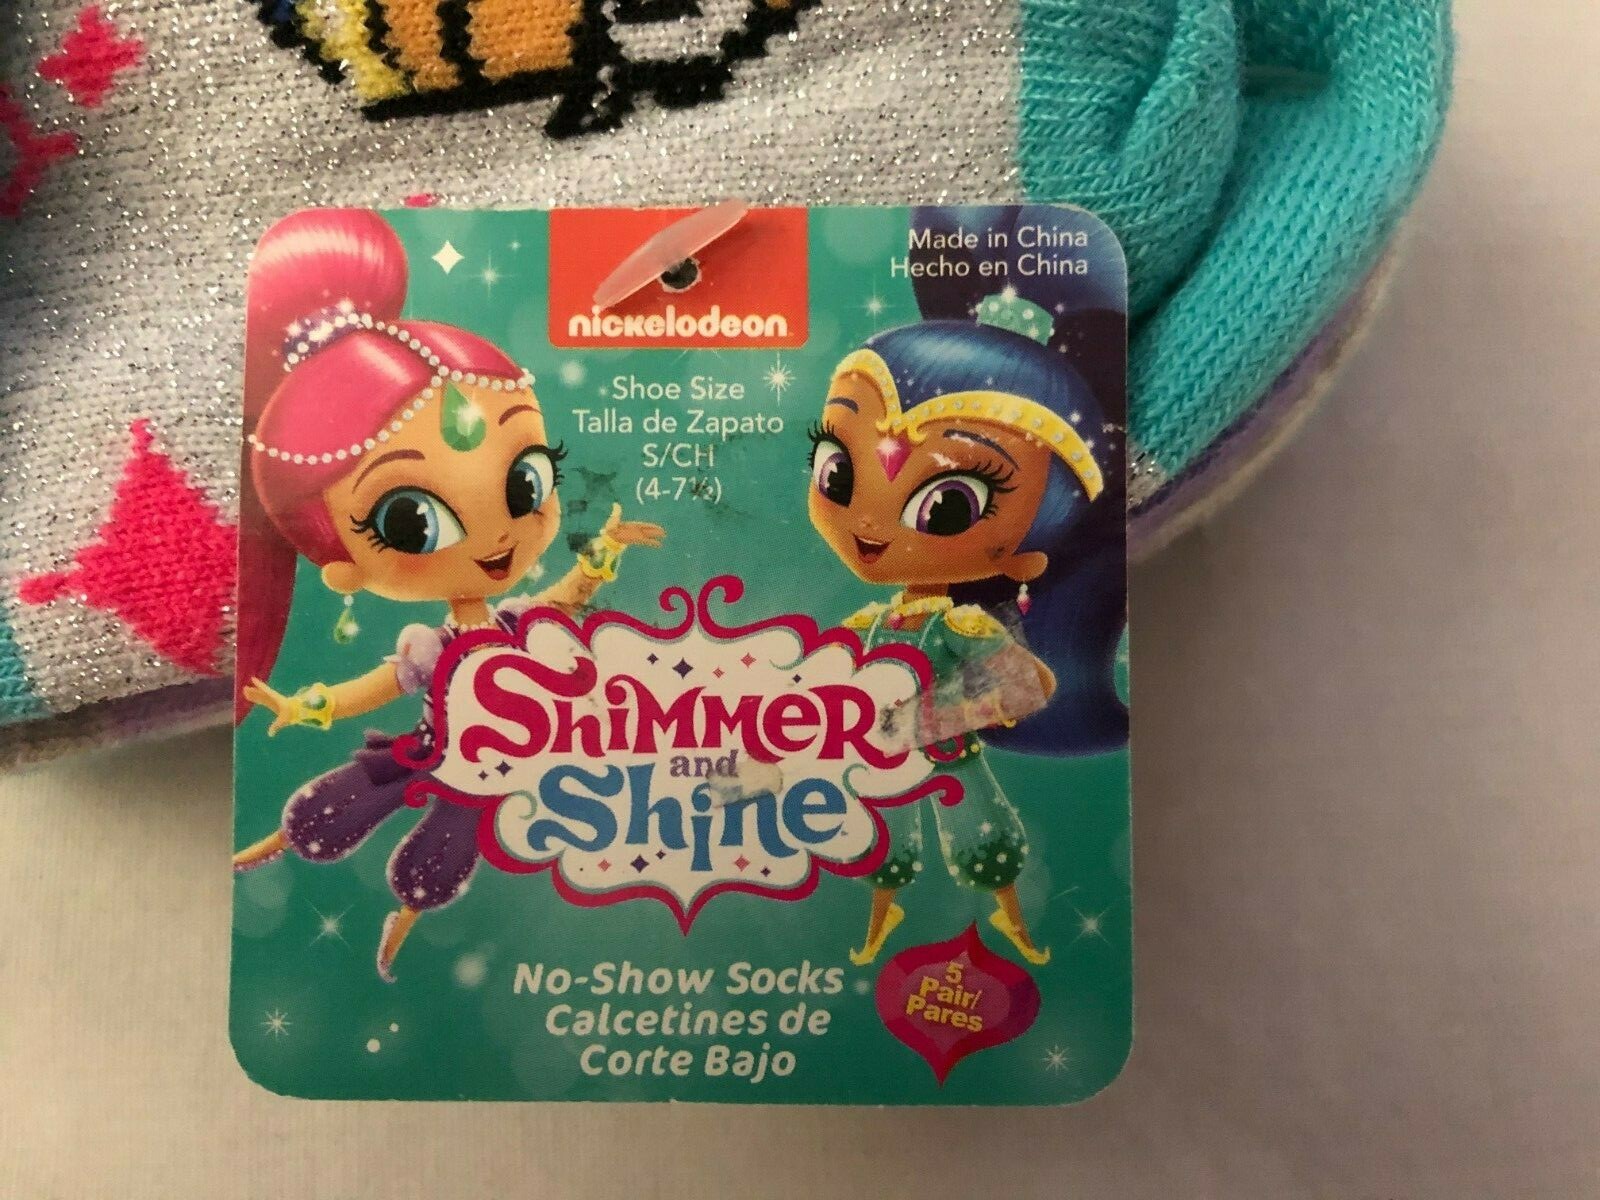 nickelodeon
Made in China
Hecho en China
Shoe Size
Talla de Zapato
S/CH
(4-7½)
Shimmer
and
Shine
No-Show Socks
Calcetines de
Corte Bajo
5
Pair/
Pares